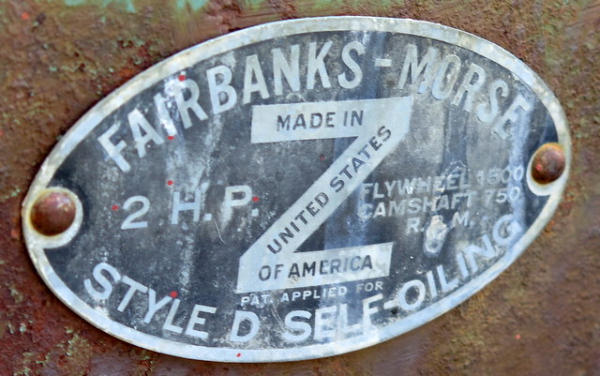 FAIRBANKS-MORSE
Z
MADE IN
UNITED STATES
OF AMERICA
2 H.P.
FLYWHEEL 1500
CAMSHAFT 750
R.P.M.
PAT. APPLIED FOR
STYLE D SELF-OILING